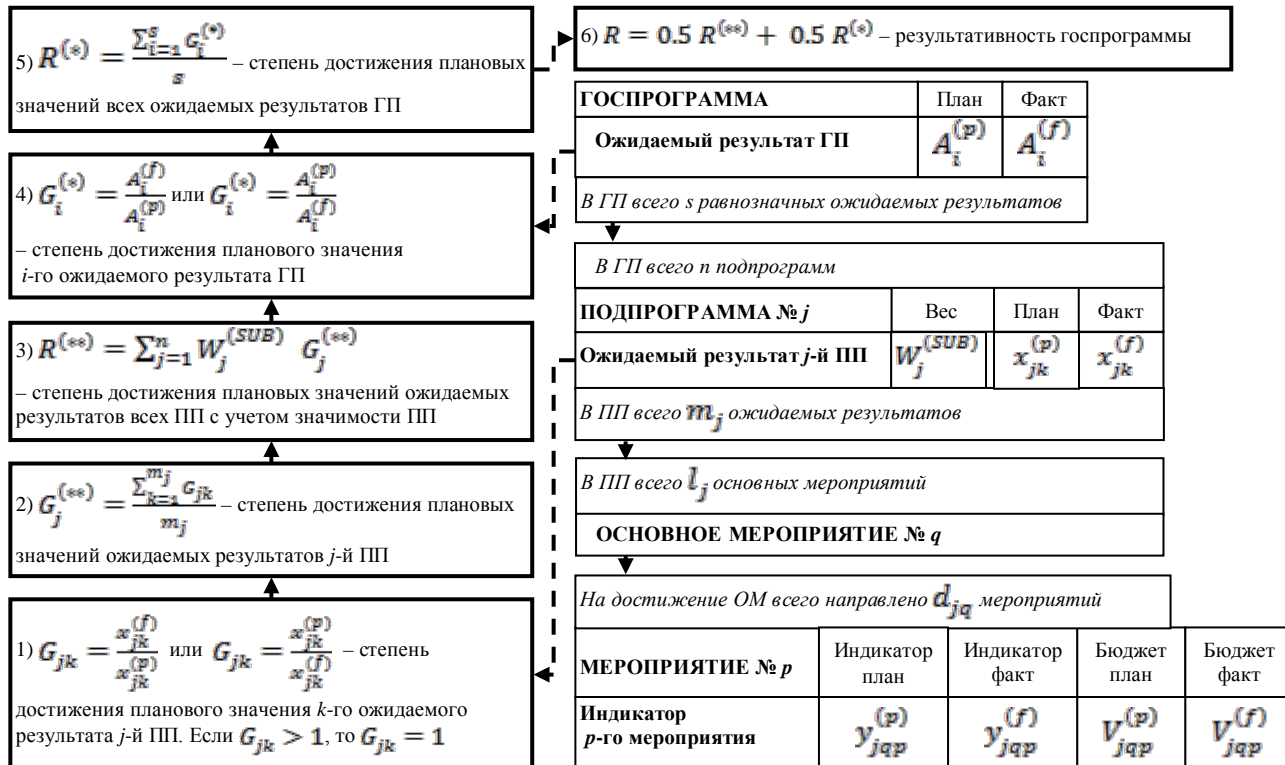 5) R^(*) = ∑_{i=1}^{s} G_i^(*) / s – степень достижения плановых
значений всех ожидаемых результатов ГП
6) R = 0.5 R^(**) + 0.5 R^(*) – результативность госпрограммы
4) G_i^(*) = A_i^(f) / A_i^(p) или G_i^(*) = A_i^(p) / A_i^(f)
– степень достижения планового значения
i-го ожидаемого результата ГП
3) R^(**) = ∑_{j=1}^{n} W_j^(SUB) G_j^(**)
– степень достижения плановых значений ожидаемых
результатов всех ПП с учетом значимости ПП
2) G_j^(**) = ∑_{k=1}^{m_j} G_jk / m_j – степень достижения плановых
значений ожидаемых результатов j-й ПП
1) G_jk = x_jk^(f) / x_jk^(p) или G_jk = x_jk^(p) / x_jk^(f) – степень
достижения планового значения k-го ожидаемого
результата j-й ПП. Если G_jk > 1, то G_jk = 1
ГОСПРОГРАММА План Факт
Ожидаемый результат ГП A_i^(p) A_i^(f)
В ГП всего s равнозначных ожидаемых результатов
В ГП всего n подпрограмм
ПОДПРОГРАММА № j Вес План Факт
Ожидаемый результат j-й ПП W_j^(SUB) x_jk^(p) x_jk^(f)
В ПП всего m_j ожидаемых результатов
В ПП всего l_j основных мероприятий
ОСНОВНОЕ МЕРОПРИЯТИЕ № q
На достижение ОМ всего направлено d_jq мероприятий
МЕРОПРИЯТИЕ № p
Индикатор
план
Индикатор
факт
Бюджет
план
Бюджет
факт
Индикатор
p-го мероприятия
y_jqp^(p) y_jqp^(f) V_jqp^(p) V_jqp^(f)